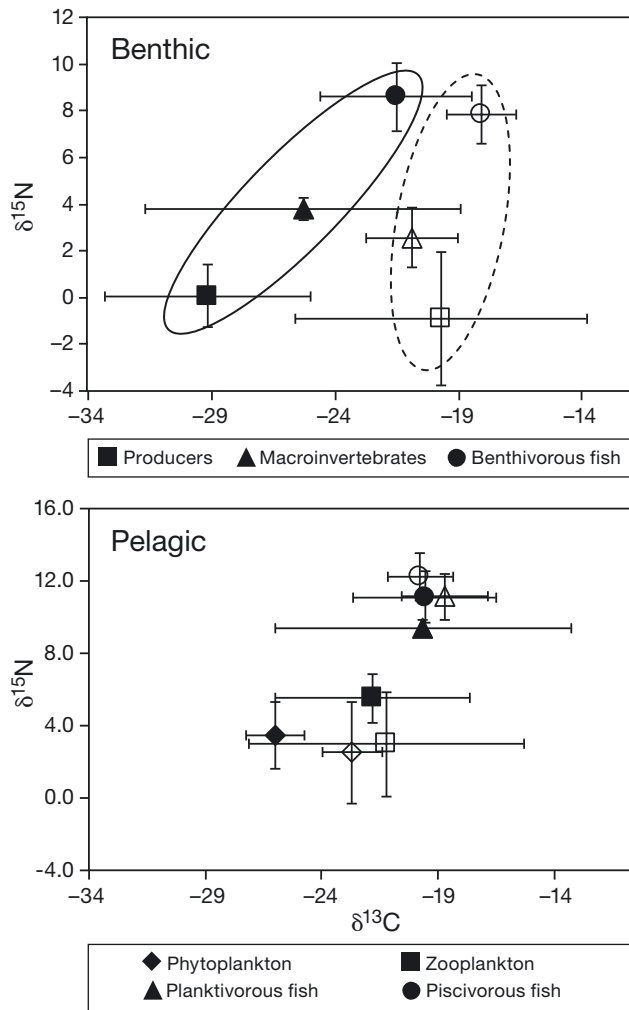 12
10
8
6
4
2
0
−2
−4
Benthic
δ15N
−34 −29 −24 −19 −14
Producers Macroinvertebrates Benthivorous fish
16.0
12.0
8.0
4.0
0.0
-4.0
Pelagic
δ15N
−34 −29 −24 −19 −14
δ13C
Phytoplankton Zooplankton
Planktivorous fish Piscivorous fish